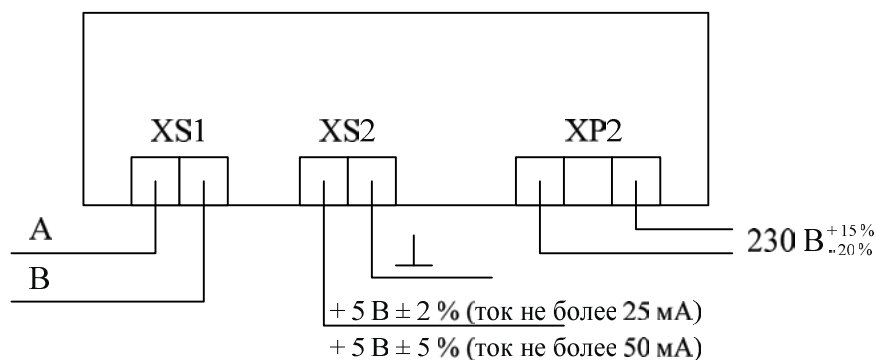 XS1 XS2 XP2
А
В
230 В +15 % -20%
+ 5 В ± 2 % (ток не более 25 мА)
+ 5 В ± 5 % (ток не более 50 мА)